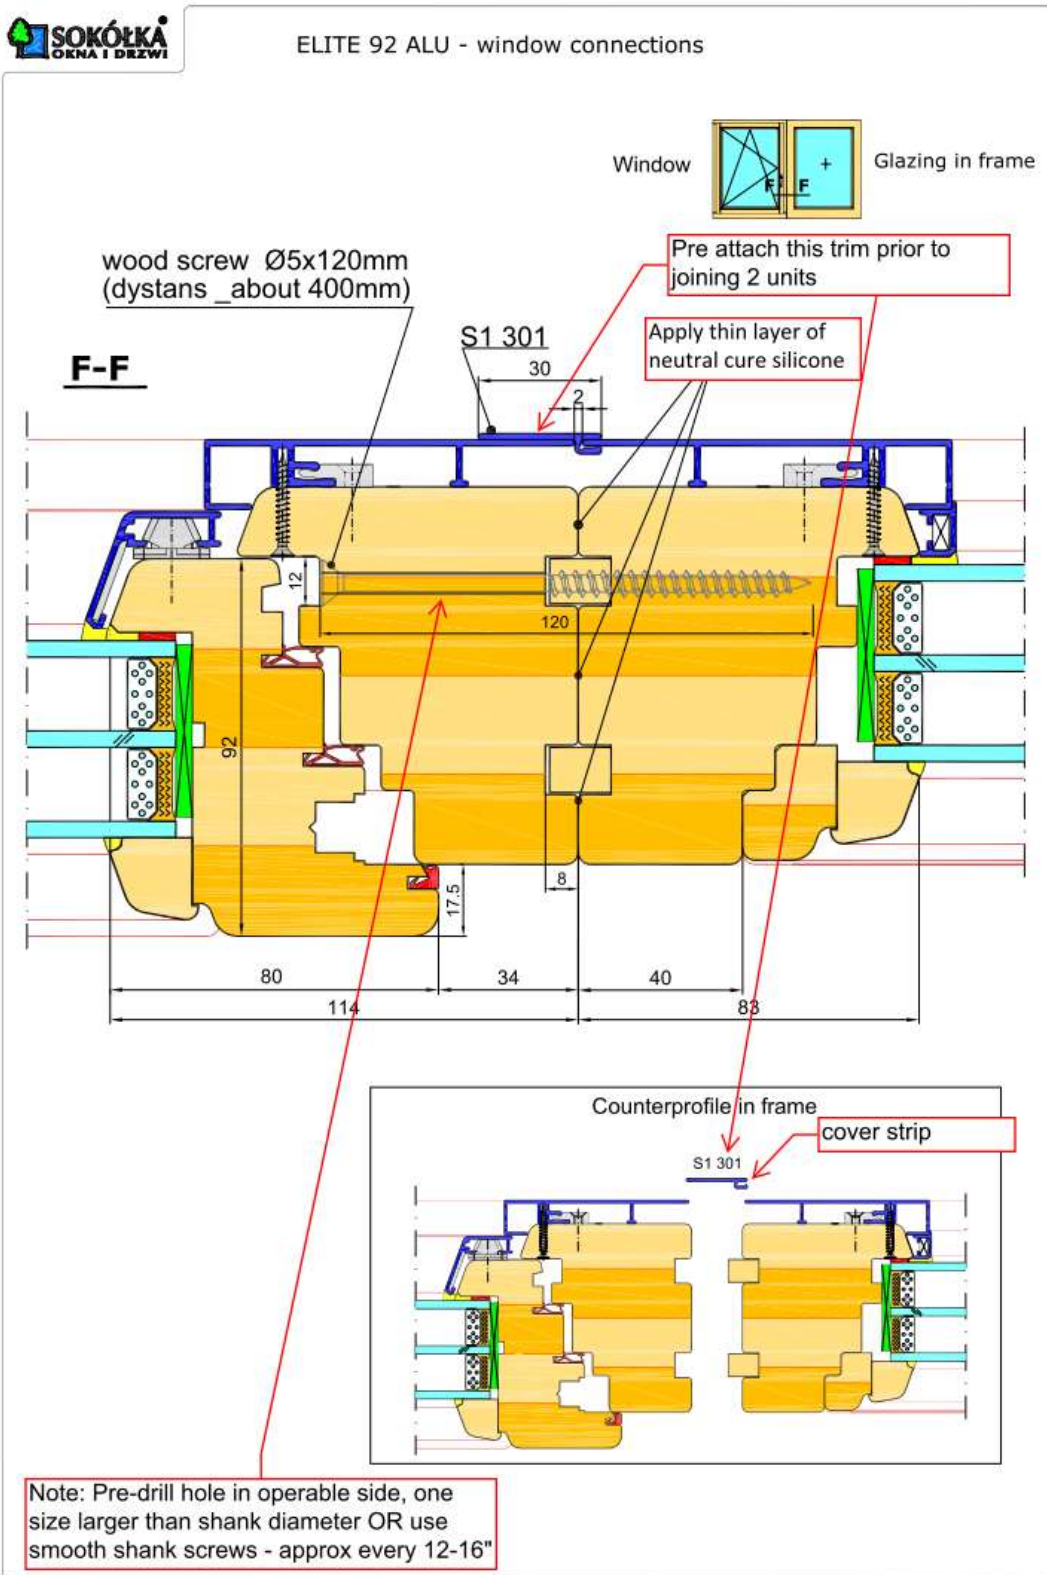 SOKÓŁKA
OKNA I DRZWI
ELITE 92 ALU - window connections
Window
Glazing in frame
F
F
Pre attach this trim prior to
joining 2 units
wood screw Ø5x120mm
(dystans _about 400mm)
Apply thin layer of
neutral cure silicone
S1 301
F-F
30
2
12
120
92
8
17.5
80
34
40
114
83
Counterprofile in frame
cover strip
S1 301
Note: Pre-drill hole in operable side, one
size larger than shank diameter OR use
smooth shank screws - approx every 12-16"